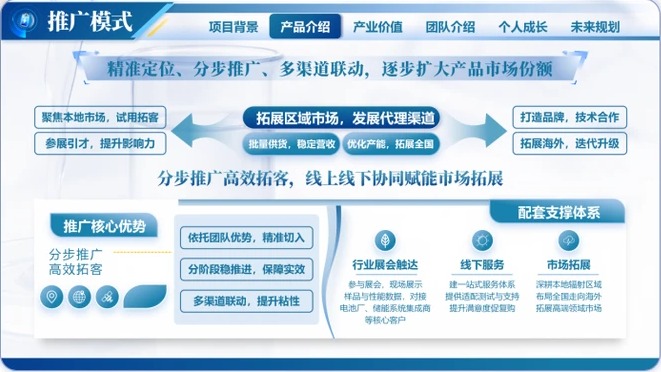 推广模式
项目背景 产品介绍 产业价值 团队介绍 个人成长 未来规划
精准定位、分步推广、多渠道联动，逐步扩大产品市场份额
聚焦本地市场，试用拓客
参展引才，提升影响力
拓展区域市场，发展代理渠道
批量供货，稳定营收
优化产能，拓展全国
打造品牌，技术合作
拓展海外，迭代升级
分步推广高效拓客，线上线下协同赋能市场拓展
推广核心优势
分步推广
高效拓客
依托团队优势，精准切入
分阶段稳推进，保障实效
多渠道联动，提升粘性
配套支撑体系
行业展会触达
参与展会，现场展示
样品与性能数据，对接
电池厂、储能系统集成商
等核心客户
线下服务
建一站式服务体系
提供适配测试与支持
提升满意度促复购
市场拓展
深耕本地辐射区域
布局全国走向海外
拓展高端领域市场